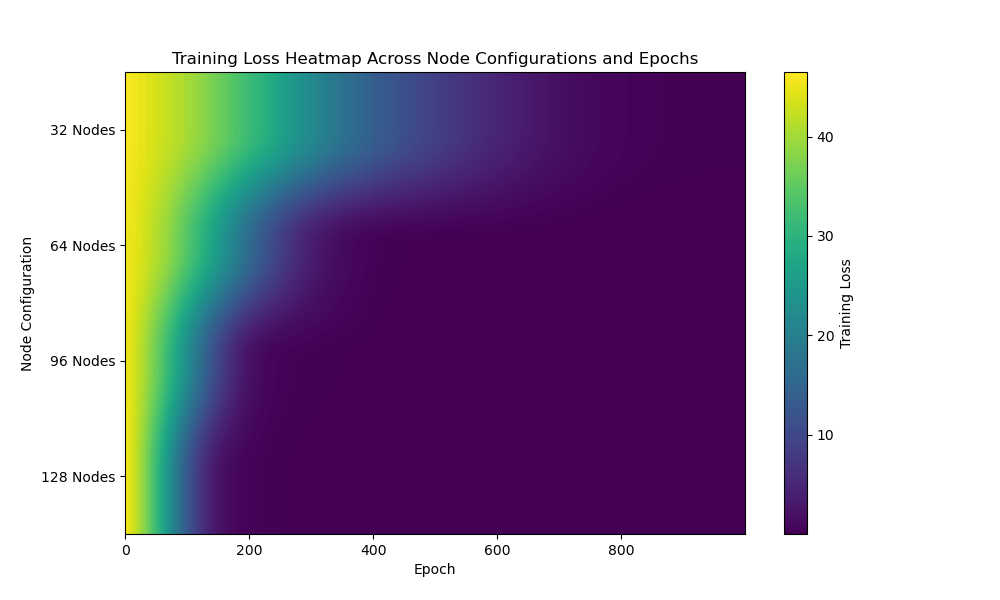 Training Loss Heatmap Across Node Configurations and Epochs
Node Configuration
32 Nodes
64 Nodes
96 Nodes
128 Nodes
0
200
400
600
800
Epoch
40
30
20
10
Training Loss